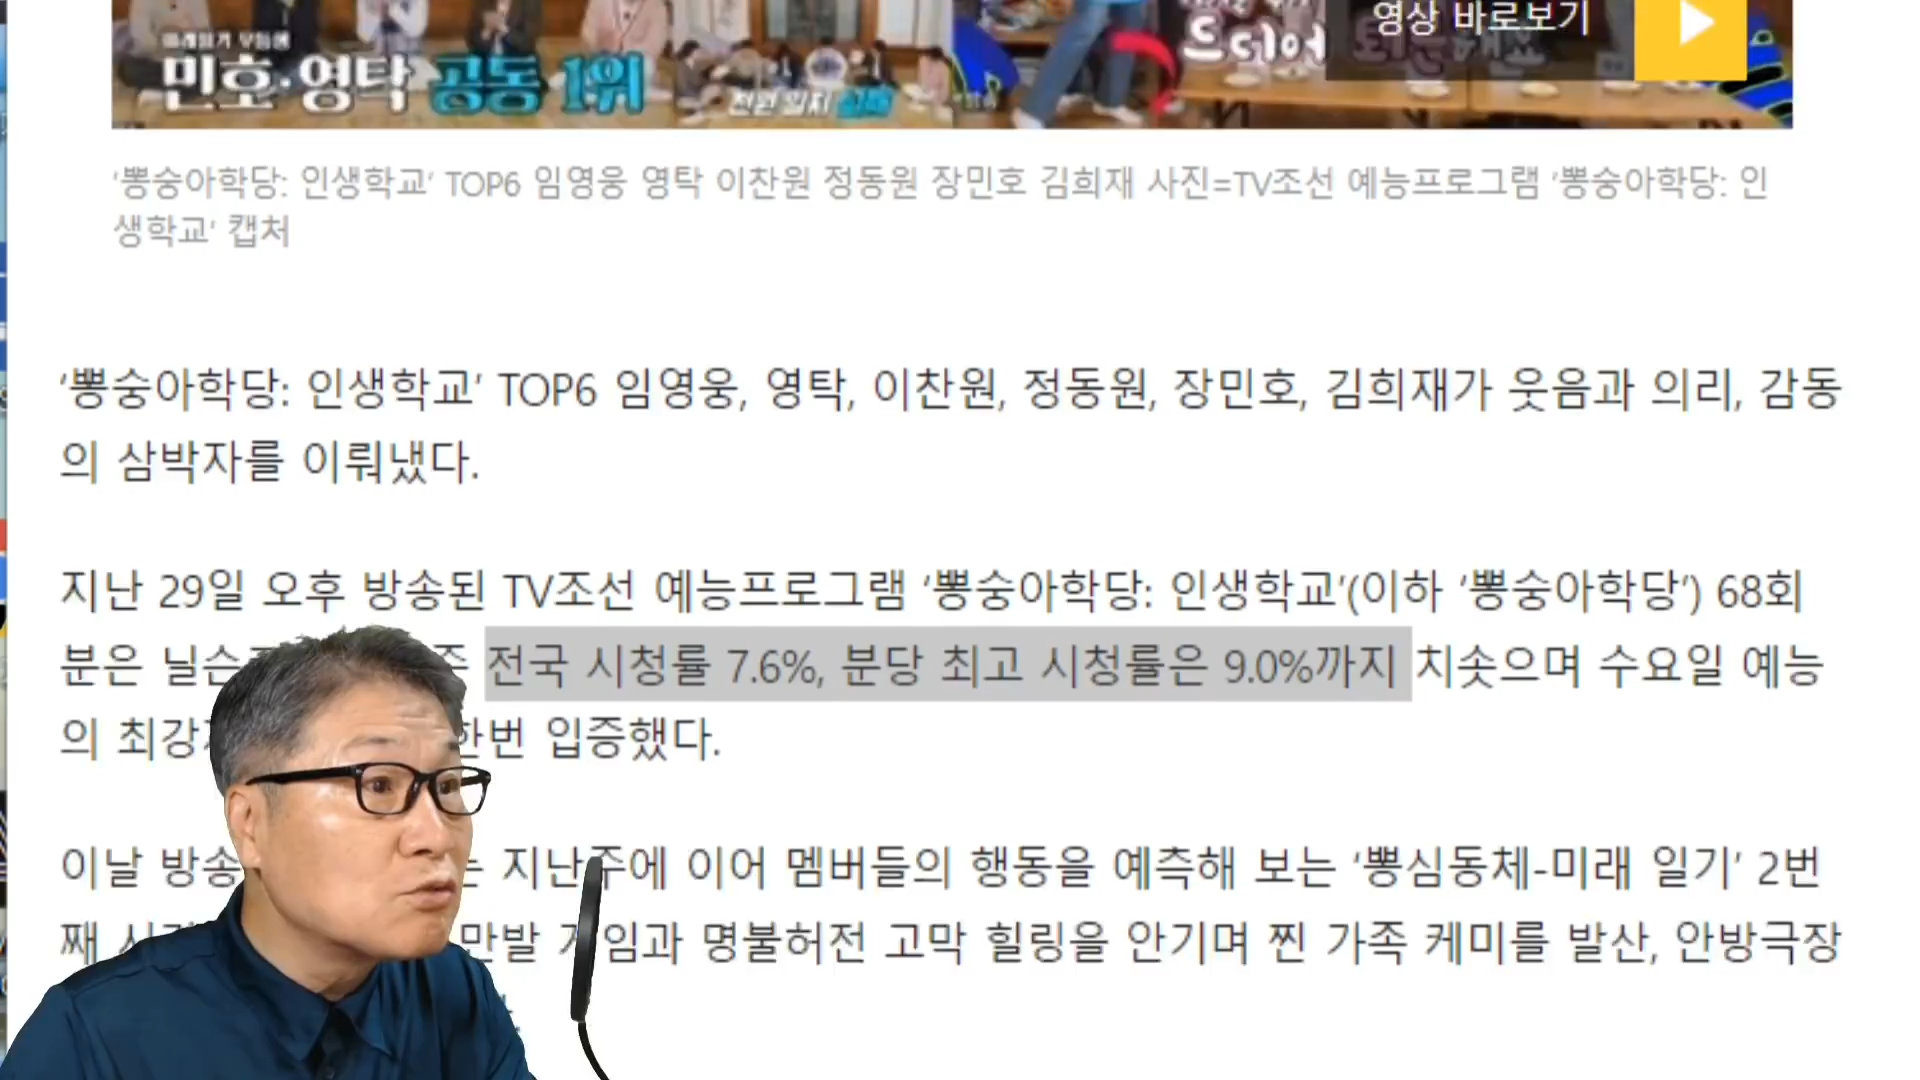 영상 바로보기
민호·영탁 공동 1위
드디어
전원 일치
'뽕숭아학당: 인생학교' TOP6 임영웅 영탁 이찬원 정동원 장민호 김희재 사진=TV조선 예능프로그램 '뽕숭아학당: 인
생학교' 캡처
'뽕숭아학당: 인생학교' TOP6 임영웅, 영탁, 이찬원, 정동원, 장민호, 김희재가 웃음과 의리, 감동
의 삼박자를 이뤄냈다.
지난 29일 오후 방송된 TV조선 예능프로그램 '뽕숭아학당: 인생학교'(이하 '뽕숭아학당') 68회
분은 닐슨 전국 시청률 7.6%, 분당 최고 시청률은 9.0%까지 치솟으며 수요일 예능
의 최강 한번 입증했다.
이날 방송 지난주에 이어 멤버들의 행동을 예측해 보는 '뽕심동체-미래 일기' 2번
째 만발 게임과 명불허전 고막 힐링을 안기며 찐 가족 케미를 발산, 안방극장